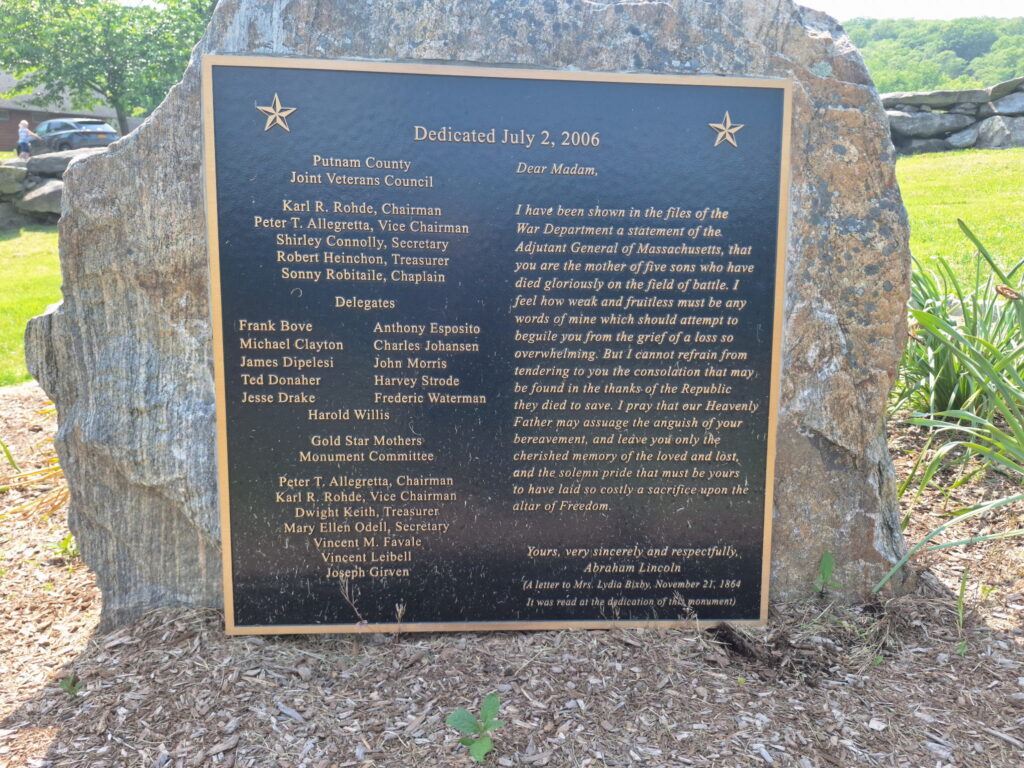 Dedicated July 2, 2006
Putnam County
Joint Veterans Council
Karl R. Rohde, Chairman
Peter T. Allegretta, Vice Chairman
Shirley Connolly, Secretary
Robert Heinchon, Treasurer
Sonny Robitaile, Chaplain
Delegates
Frank Bove
Michael Clayton
James Dipelesi
Ted Donaher
Jesse Drake
Anthony Esposito
Charles Johansen
John Morris
Harvey Strode
Frederic Waterman
Harold Willis
Gold Star Mothers
Monument Committee
Peter T. Allegretta, Chairman
Karl R. Rohde, Vice Chairman
Dwight Keith, Treasurer
Mary Ellen Odell, Secretary
Vincent M. Favale
Vincent Leibell
Joseph Girven
Dear Madam,
I have been shown in the files of the
War Department a statement of the
Adjutant General of Massachusetts, that
you are the mother of five sons who have
died gloriously on the field of battle. I
feel how weak and fruitless must be any
words of mine which should attempt to
beguile you from the grief of a loss so
overwhelming. But I cannot refrain from
tendering to you the consolation that may
be found in the thanks of the Republic
they died to save. I pray that our Heavenly
Father may assuage the anguish of your
bereavement, and leave you only the
cherished memory of the loved and lost,
and the solemn pride that must be yours
to have laid so costly a sacrifice upon the
altar of Freedom.
Yours, very sincerely and respectfully,
Abraham Lincoln
(A letter to Mrs. Lydia Bixby, November 21, 1864
It was read at the dedication of this monument)